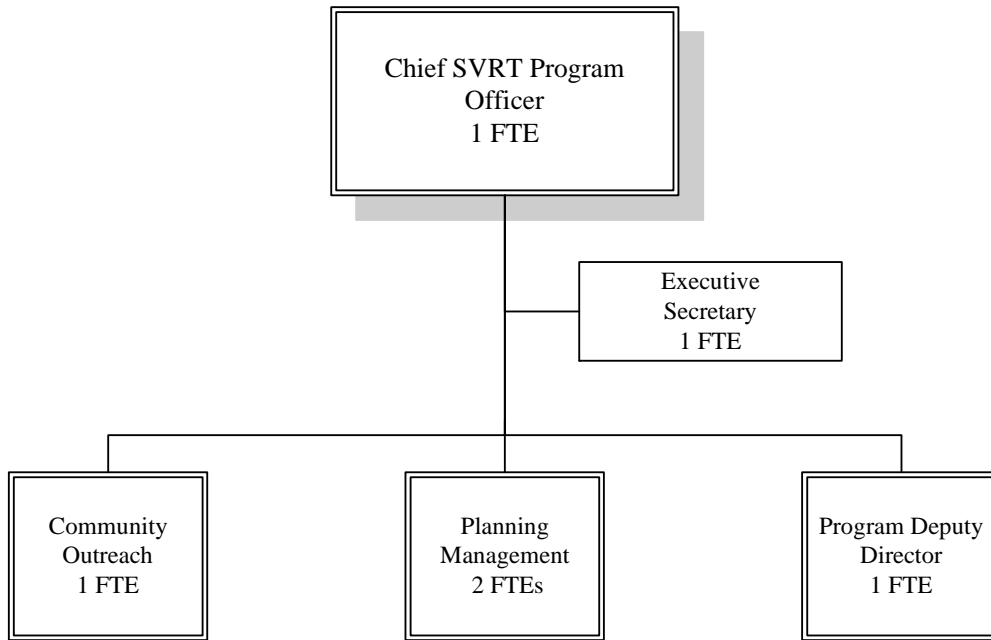 Chief SVRT Program
Officer
1 FTE
Executive
Secretary
1 FTE
Community
Outreach
1 FTE
Planning
Management
2 FTEs
Program Deputy
Director
1 FTE